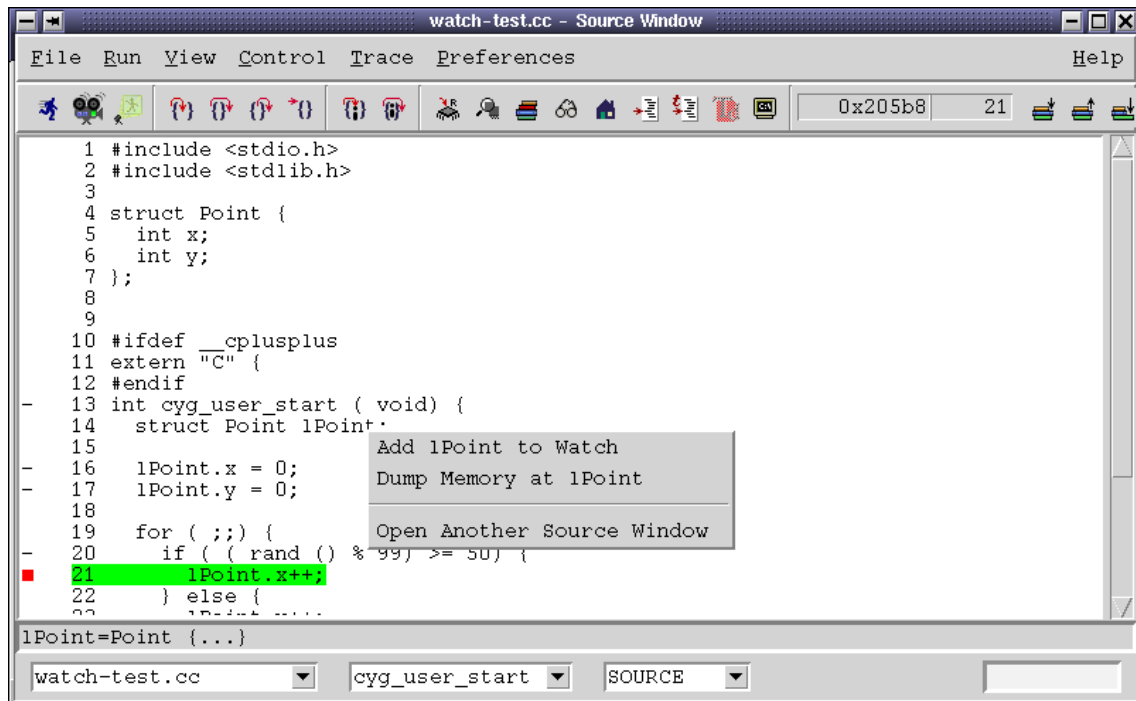 watch-test.cc - Source Window
File Run View Control Trace Preferences Help
0x205b8 21
1 #include <stdio.h>
2 #include <stdlib.h>
3
4 struct Point {
5 int x;
6 int y;
7 };
8
9
10 #ifdef __cplusplus
11 extern "C" {
12 #endif
13 int cyg_user_start ( void) {
14 struct Point lPoint;
15
16 lPoint.x = 0;
17 lPoint.y = 0;
18
19 for ( ;;) {
20 if ( ( rand () % 99) >= 50) {
21 lPoint.x++;
22 } else {
Add lPoint to Watch
Dump Memory at lPoint
Open Another Source Window
lPoint=Point {...}
watch-test.cc cyg_user_start SOURCE